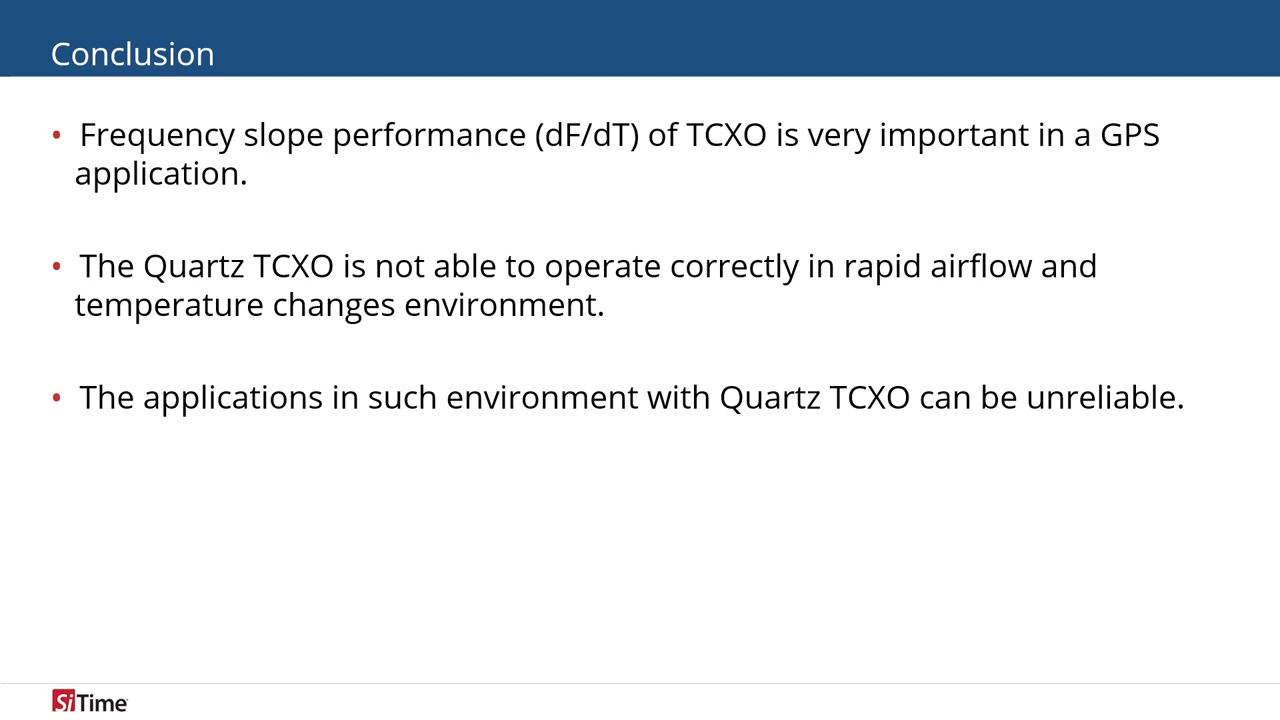 Conclusion
• Frequency slope performance (dF/dT) of TCXO is very important in a GPS
application.
• The Quartz TCXO is not able to operate correctly in rapid airflow and
temperature changes environment.
• The applications in such environment with Quartz TCXO can be unreliable.
SiTime